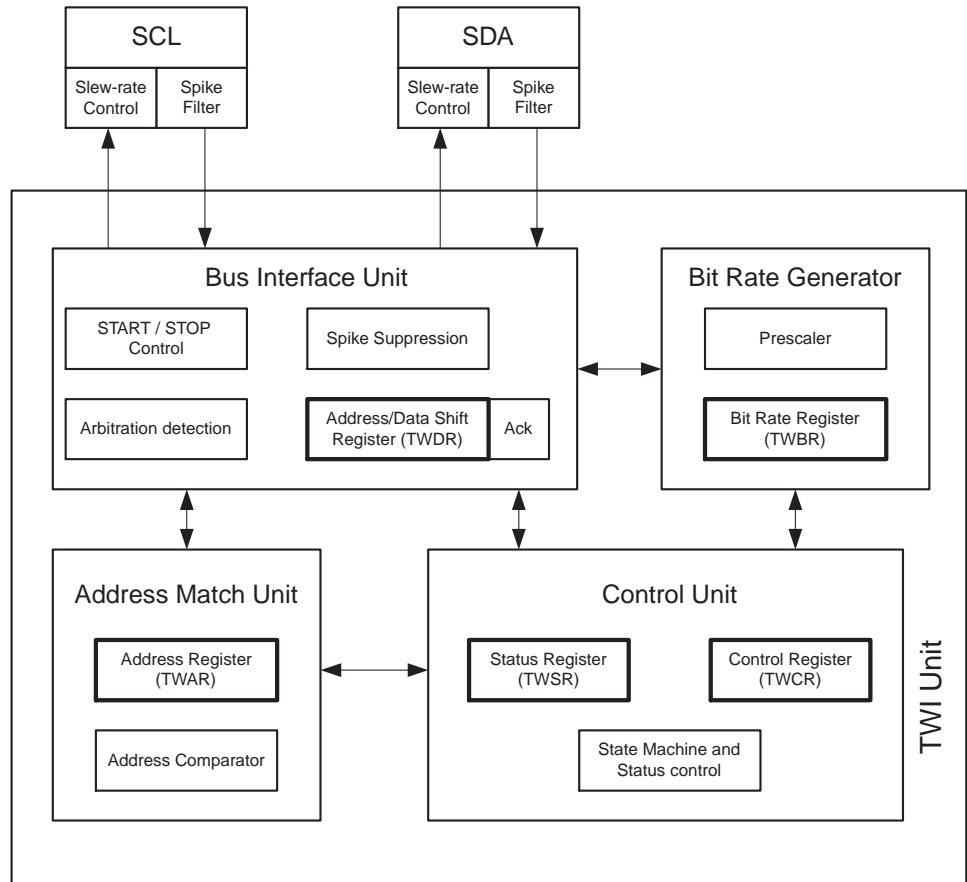 SCL
Slew-rate
Control
Spike
Filter
SDA
Slew-rate
Control
Spike
Filter
Bus Interface Unit
START / STOP
Control
Spike Suppression
Arbitration detection
Address/Data Shift
Register (TWDR)
Ack
Bit Rate Generator
Prescaler
Bit Rate Register
(TWBR)
Address Match Unit
Address Register
(TWAR)
Address Comparator
Control Unit
Status Register
(TWSR)
Control Register
(TWCR)
State Machine and
Status control
TWI Unit